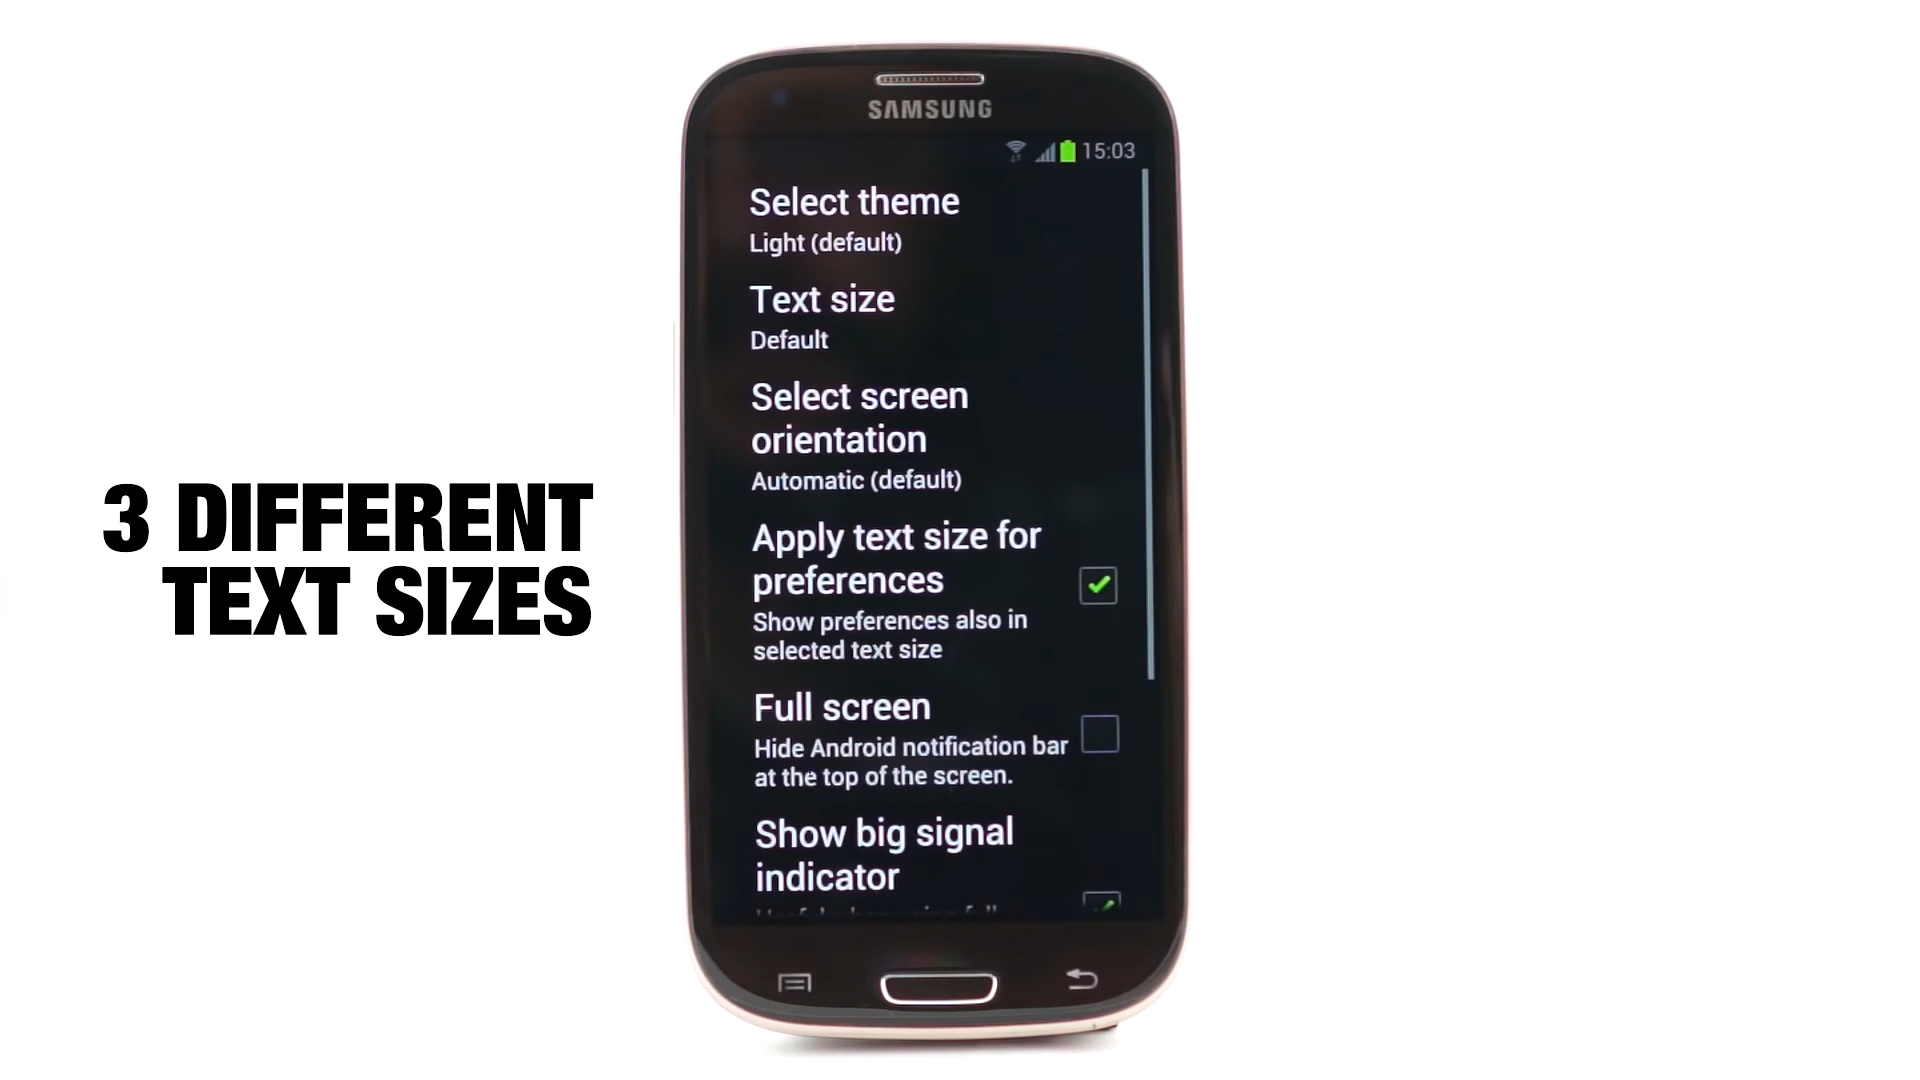 SAMSUNG
15:03
Select theme
Light (default)
Text size
Default
Select screen
orientation
Automatic (default)
Apply text size for
preferences
Show preferences also in
selected text size
Full screen
Hide Android notification bar
at the top of the screen.
Show big signal
indicator
3 DIFFERENT
TEXT SIZES